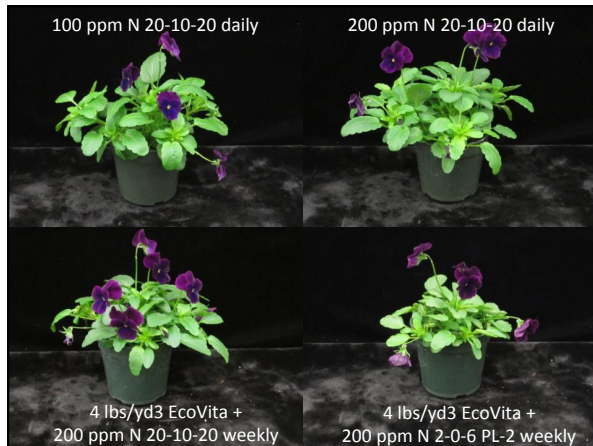 100 ppm N 20-10-20 daily
200 ppm N 20-10-20 daily
4 lbs/yd3 EcoVita +
200 ppm N 20-10-20 weekly
4 lbs/yd3 EcoVita +
200 ppm N 2-0-6 PL-2 weekly